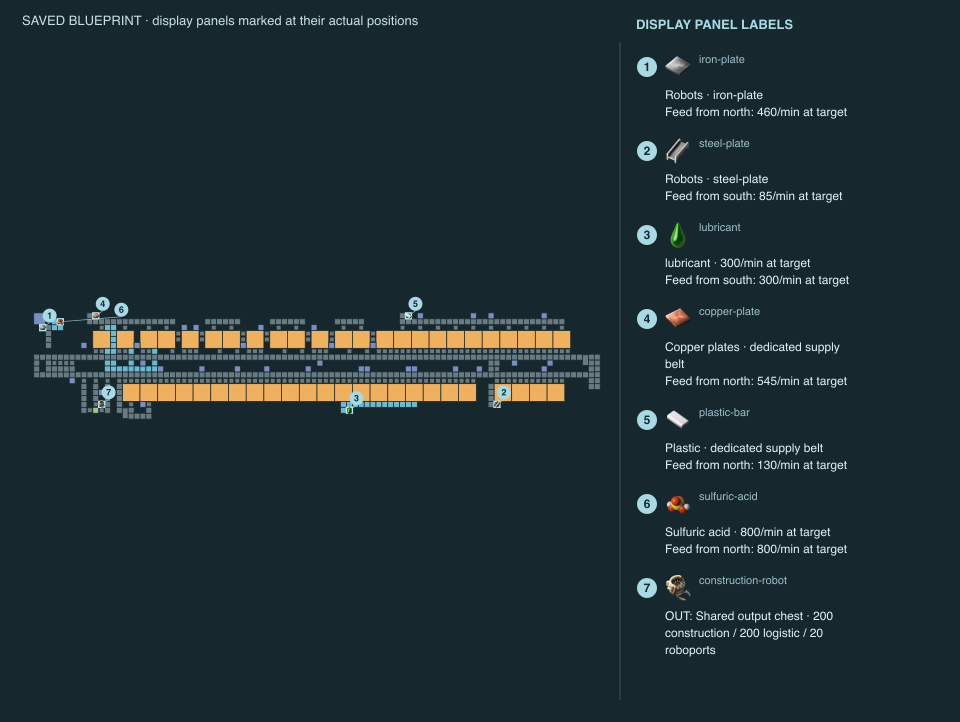 SAVED BLUEPRINT · display panels marked at their actual positions
DISPLAY PANEL LABELS
1
iron-plate
Robots · iron-plate
Feed from north: 460/min at target
2
steel-plate
Robots · steel-plate
Feed from south: 85/min at target
3
lubricant
lubricant · 300/min at target
Feed from south: 300/min at target
4
copper-plate
Copper plates · dedicated supply
belt
Feed from north: 545/min at target
5
plastic-bar
Plastic · dedicated supply belt
Feed from north: 130/min at target
6
sulfuric-acid
Sulfuric acid · 800/min at target
Feed from north: 800/min at target
7
construction-robot
OUT: Shared output chest · 200
construction / 200 logistic / 20
roboports
1
4
6
5
7
3
2